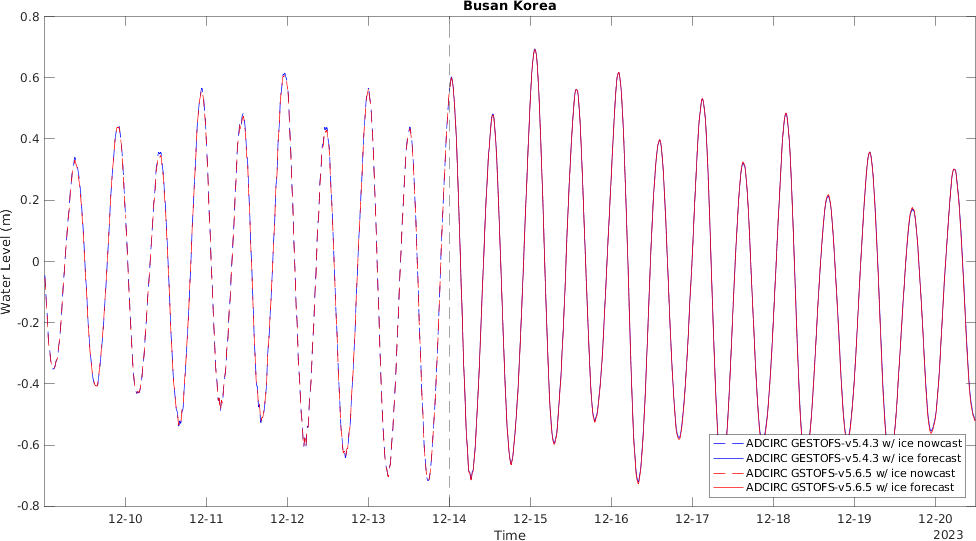 Busan Korea
Water Level (m)
0.8
0.6
0.4
0.2
0
-0.2
-0.4
-0.6
-0.8
12-10 12-11 12-12 12-13 12-14 12-15 12-16 12-17 12-18 12-19 12-20
Time
2023
ADCIRC GESTOFS-v5.4.3 w/ ice nowcast
ADCIRC GESTOFS-v5.4.3 w/ ice forecast
ADCIRC GSTOFS-v5.6.5 w/ ice nowcast
ADCIRC GSTOFS-v5.6.5 w/ ice forecast